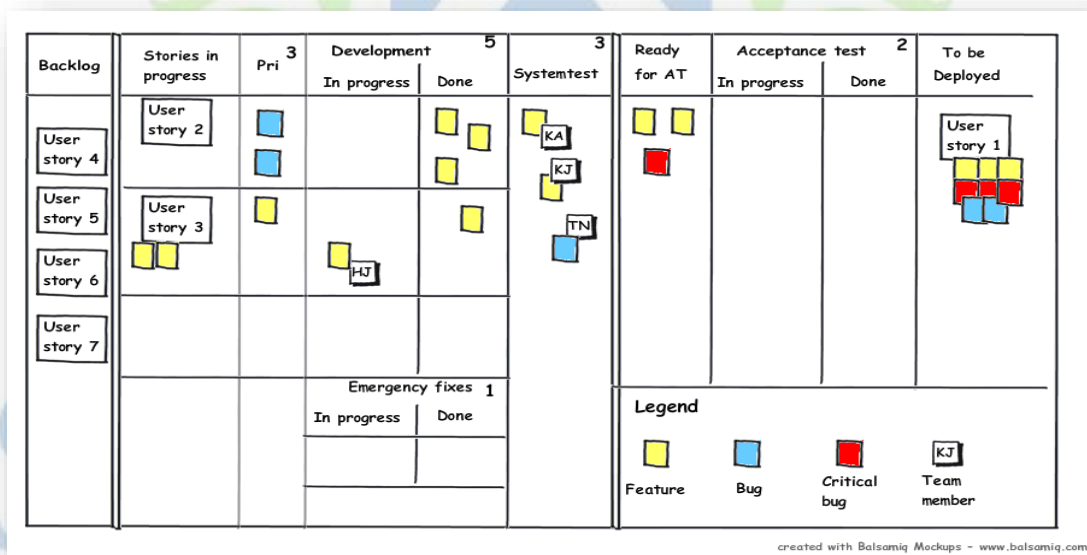 Backlog
Stories in
progress
Pri 3
Development 5
In progress
Done
Systemtest
3
Ready
for AT
Acceptance test 2
In progress
Done
To be
Deployed
User
story 4
User
story 5
User
story 6
User
story 7
User
story 2
User
story 3
HJ
KA
KJ
TN
User
story 1
Emergency fixes 1
In progress
Done
Legend
Feature
Bug
Critical
bug
KJ
Team
member
created with Balsamiq Mockups - www.balsamiq.com